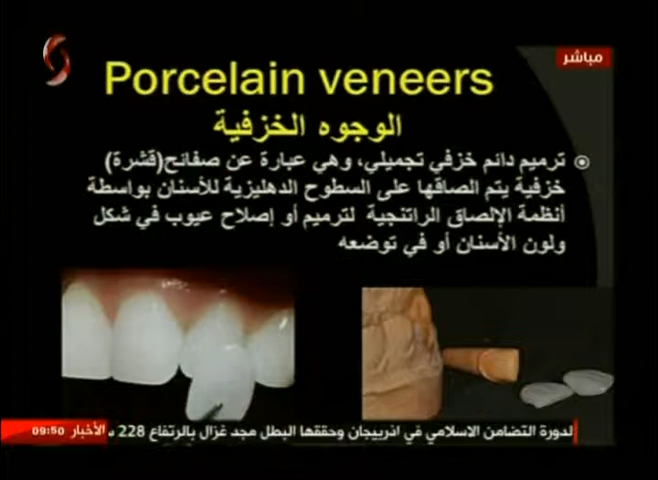 مباشر
Porcelain veneers
الوجوه الخزفية
ترميم دائم خزفي تجميلي، وهي عبارة عن صفائح(قشرة)
خزفية يتم الصاقها على السطوح الدهليزية للأسنان بواسطة
أنظمة الإلصاق الراتنجية لترميم أو إصلاح عيوب في شكل
ولون الأسنان أو في توضعه
لدورة التضامن الاسلامي في اذربيجان وحققها البطل مجد غزال بالارتفاع 228 الأخبار 09:50